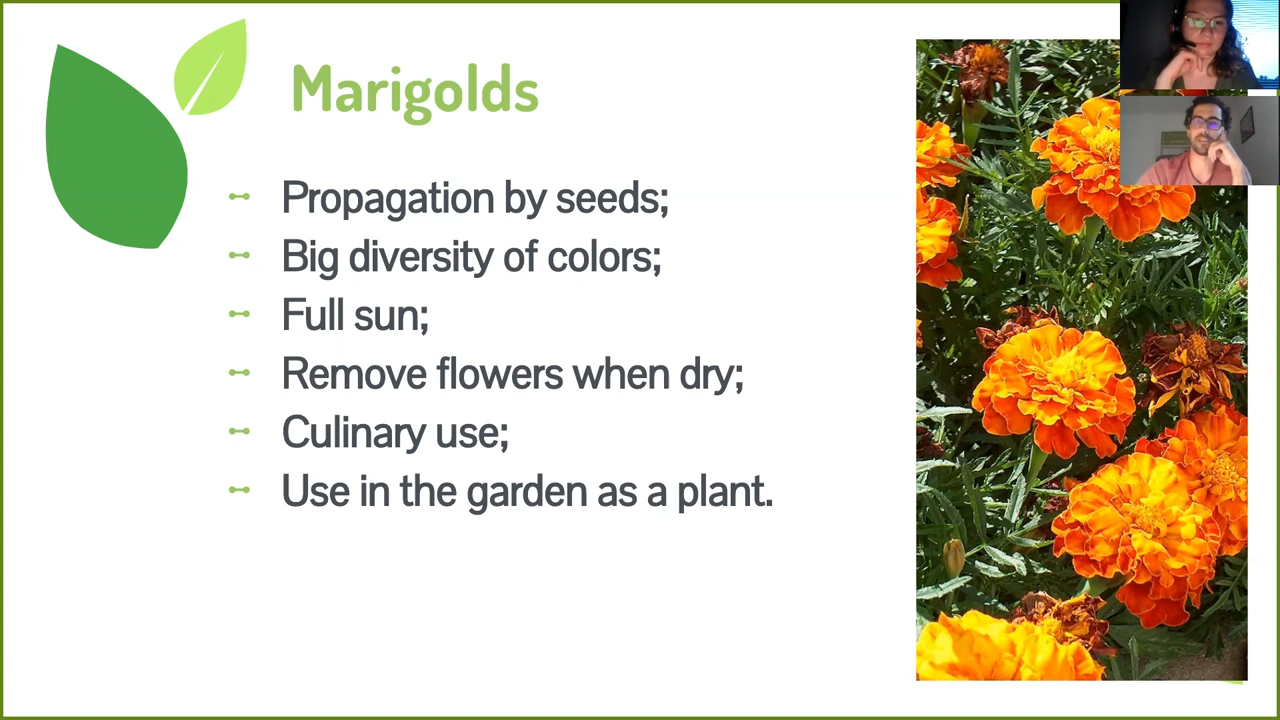 Marigolds
Propagation by seeds;
Big diversity of colors;
Full sun;
Remove flowers when dry;
Culinary use;
Use in the garden as a plant.